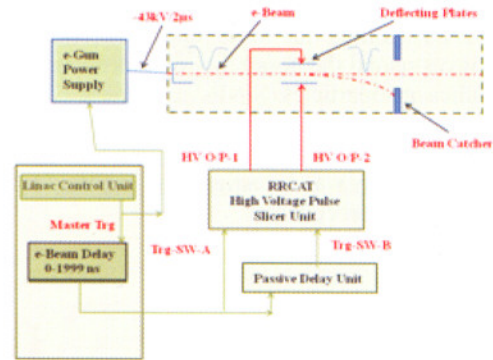 -43kV/2µs
e-Beam
Deflecting Plates
e-Gun
Power
Supply
Beam Catcher
HV O/P-1
HV O/P-2
Linac Control Unit
RRCAT
High Voltage Pulse
Slicer Unit
Master Trg
Trg-SW-A
Trg-SW-B
e-Beam Delay
0-1999 ns
Passive Delay Unit